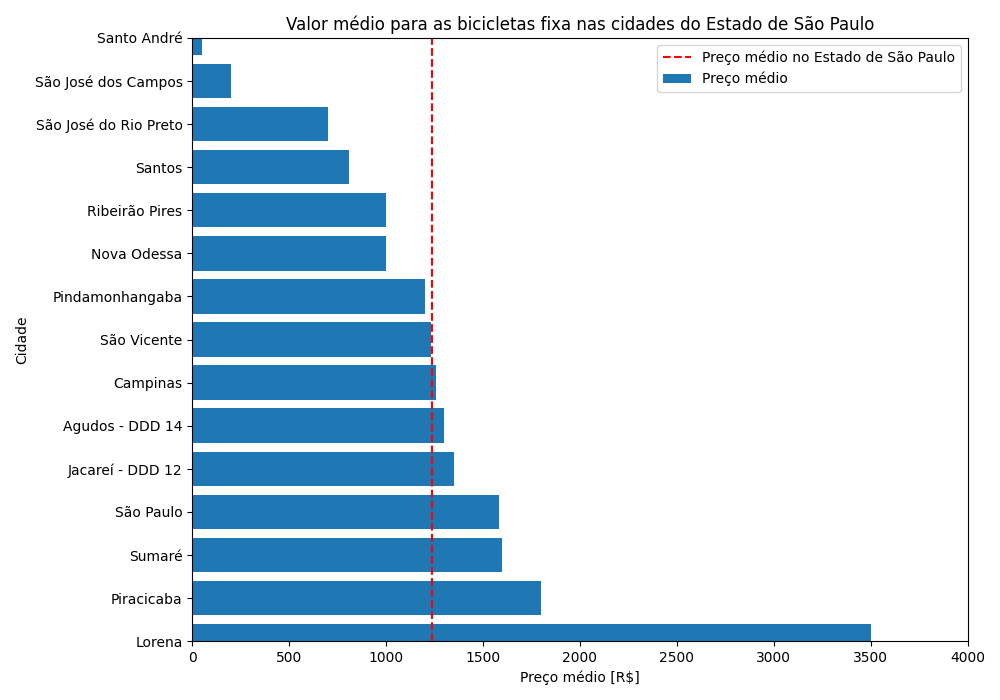 Valor médio para as bicicletas fixa nas cidades do Estado de São Paulo
Preço médio no Estado de São Paulo
Preço médio
Cidade
Santo André
São José dos Campos
São José do Rio Preto
Santos
Ribeirão Pires
Nova Odessa
Pindamonhangaba
São Vicente
Campinas
Agudos - DDD 14
Jacareí - DDD 12
São Paulo
Sumaré
Piracicaba
Lorena
0 500 1000 1500 2000 2500 3000 3500 4000
Preço médio [R$]